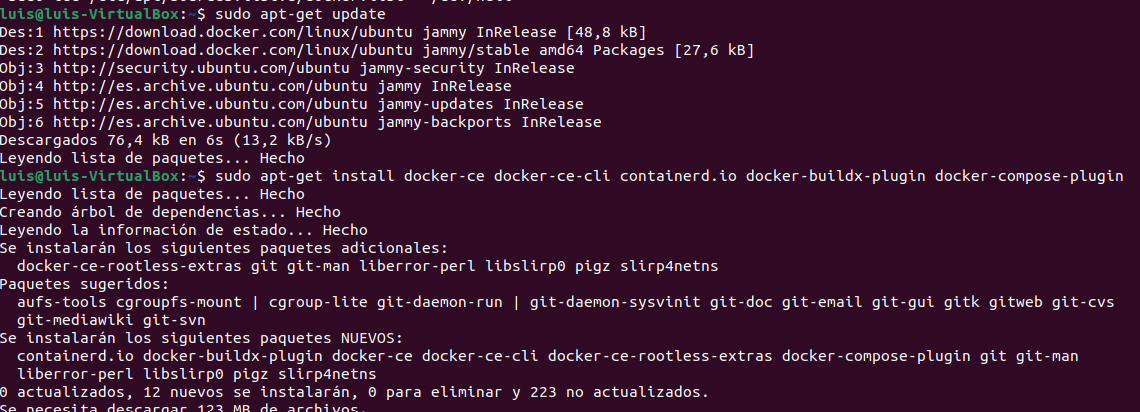 luis@luis-VirtualBox:~$ sudo apt-get update
Des:1 https://download.docker.com/linux/ubuntu jammy InRelease [48,8 kB]
Des:2 https://download.docker.com/linux/ubuntu jammy/stable amd64 Packages [27,6 kB]
Obj:3 http://security.ubuntu.com/ubuntu jammy-security InRelease
Obj:4 http://es.archive.ubuntu.com/ubuntu jammy InRelease
Obj:5 http://es.archive.ubuntu.com/ubuntu jammy-updates InRelease
Obj:6 http://es.archive.ubuntu.com/ubuntu jammy-backports InRelease
Descargados 76,4 kB en 6s (13,2 kB/s)
Leyendo lista de paquetes... Hecho
luis@luis-VirtualBox:~$ sudo apt-get install docker-ce docker-ce-cli containerd.io docker-buildx-plugin docker-compose-plugin
Leyendo lista de paquetes... Hecho
Creando árbol de dependencias... Hecho
Leyendo la información de estado... Hecho
Se instalarán los siguientes paquetes adicionales:
docker-ce-rootless-extras git git-man liberror-perl libslirp0 pigz slirp4netns
Paquetes sugeridos:
aufs-tools cgroupfs-mount | cgroup-lite git-daemon-run | git-daemon-sysvinit git-doc git-email git-gui gitk gitweb git-cvs
git-mediawiki git-svn
Se instalarán los siguientes paquetes NUEVOS:
containerd.io docker-buildx-plugin docker-ce docker-ce-cli docker-ce-rootless-extras docker-compose-plugin git git-man
liberror-perl libslirp0 pigz slirp4netns
0 actualizados, 12 nuevos se instalarán, 0 para eliminar y 223 no actualizados.
Se necesita descargar 123 MB de archivos.